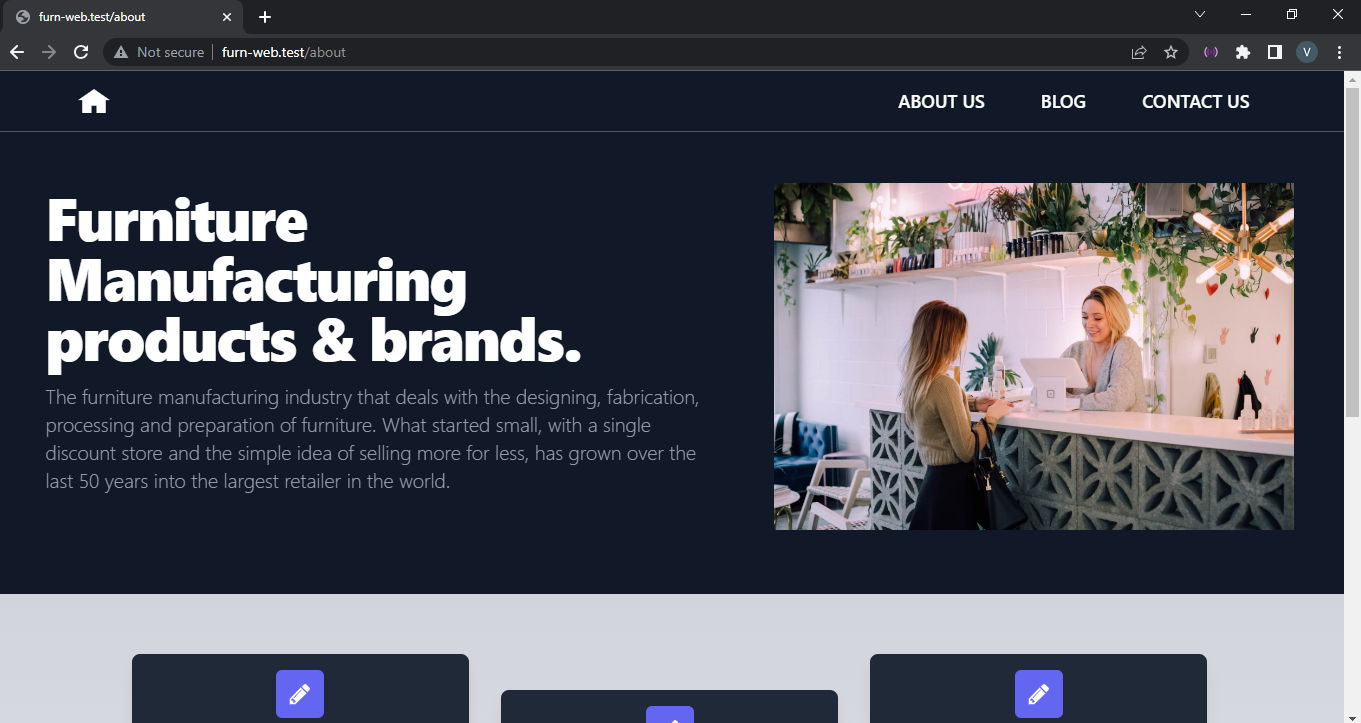 furn-web.test/about
Not secure
furn-web.test/about
V
ABOUT US BLOG CONTACT US
Furniture
Manufacturing
products & brands.
The furniture manufacturing industry that deals with the designing, fabrication,
processing and preparation of furniture. What started small, with a single
discount store and the simple idea of selling more for less, has grown over the
last 50 years into the largest retailer in the world.